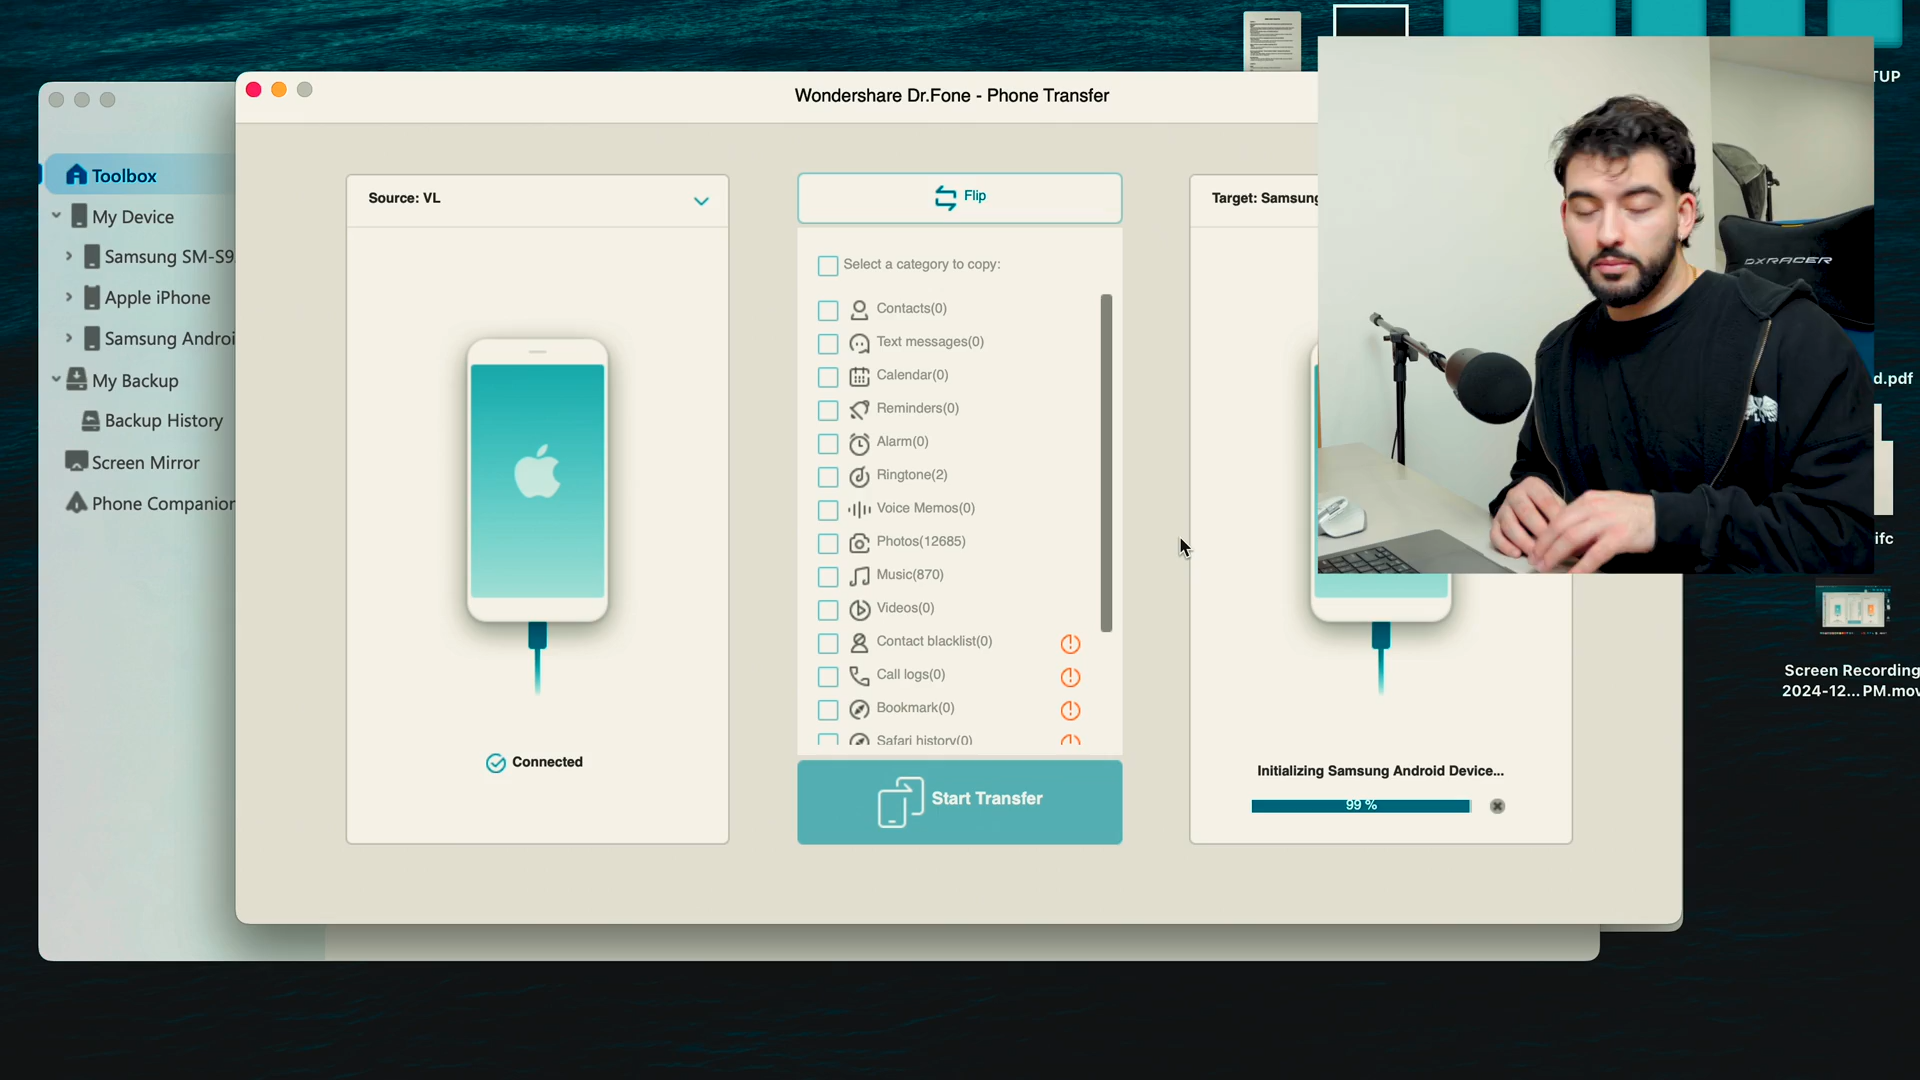 Wondershare Dr.Fone - Phone Transfer
TUP
Toolbox
My Device
Samsung SM-S9
Apple iPhone
Samsung Androi
My Backup
Backup History
Screen Mirror
Phone Companion
Source: VL
Connected
Flip
Select a category to copy:
Contacts(0)
Text messages(0)
Calendar(0)
Reminders(0)
Alarm(0)
Ringtone(2)
Voice Memos(0)
Photos(12685)
Music(870)
Videos(0)
Contact blacklist(0)
Call logs(0)
Bookmark(0)
Safari history(0)
Start Transfer
Target: Samsung
Initializing Samsung Android Device...
99 %
DXRACER
d.pdf
ifc
Screen Recording
2024-12... PM.mov